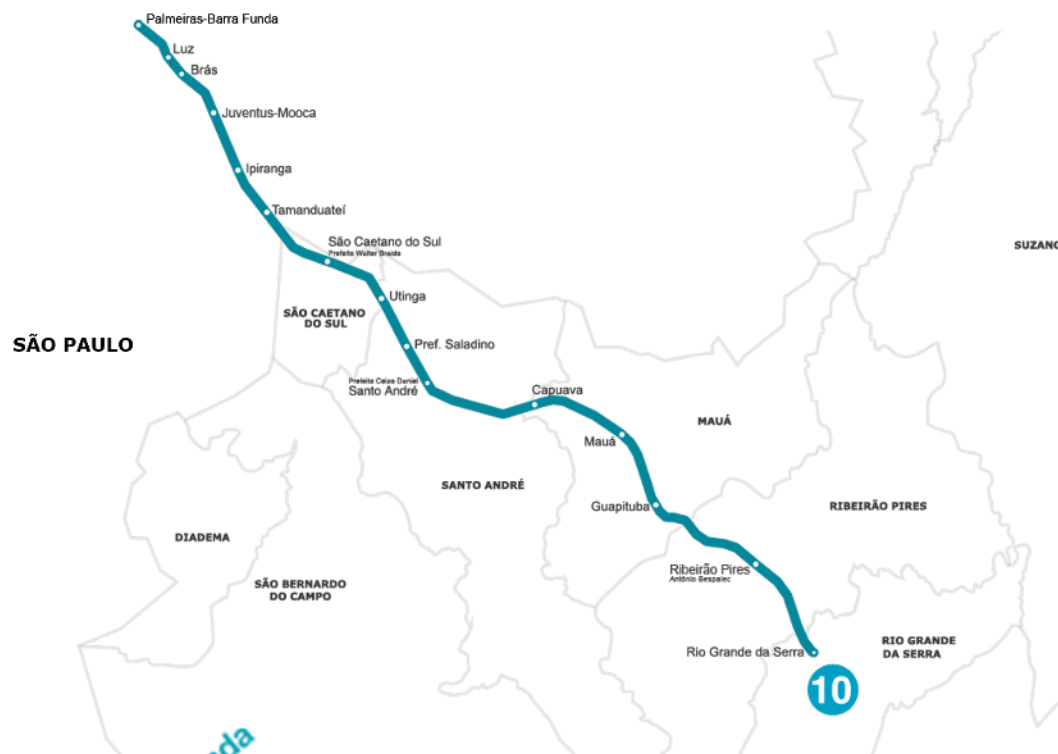 Palmeiras-Barra Funda
Luz
Brás
Juventus-Mooca
Ipiranga
Tamanduateí
São Caetano do Sul
Prefeito Walter Braido
SUZANO
Utinga
SÃO CAETANO
DO SUL
SÃO PAULO
Pref. Saladino
Prefeito Celso Daniel
Santo André
Capuava
MAUÁ
Mauá
SANTO ANDRÉ
Guapituba
RIBEIRÃO PIRES
DIADEMA
Ribeirão Pires
Antônio Bespalec
SÃO BERNARDO
DO CAMPO
RIO GRANDE
DA SERRA
Rio Grande da Serra
10